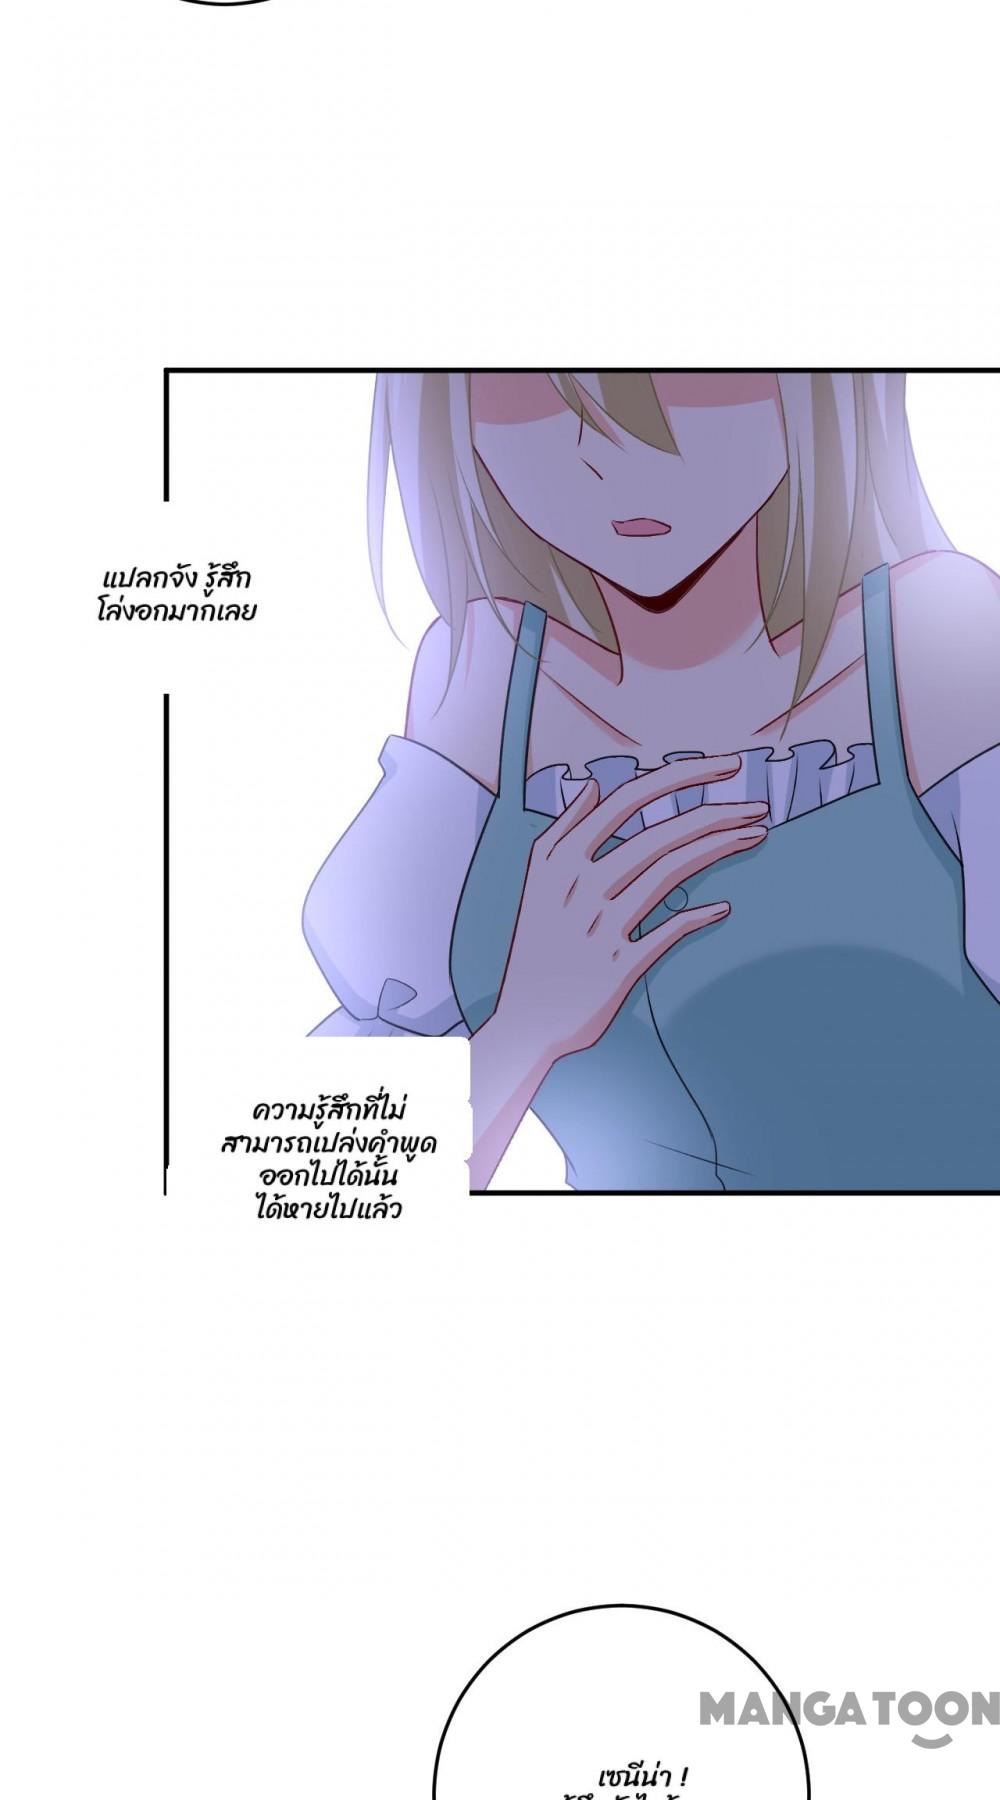 แปลกจัง รู้สึก
โล่งอกมากเลย
ความรู้สึกที่ไม่
สามารถเปล่งคำพูด
ออกไปได้นั้น
ได้หายไปแล้ว
MANGATOON
เซนีน่า !